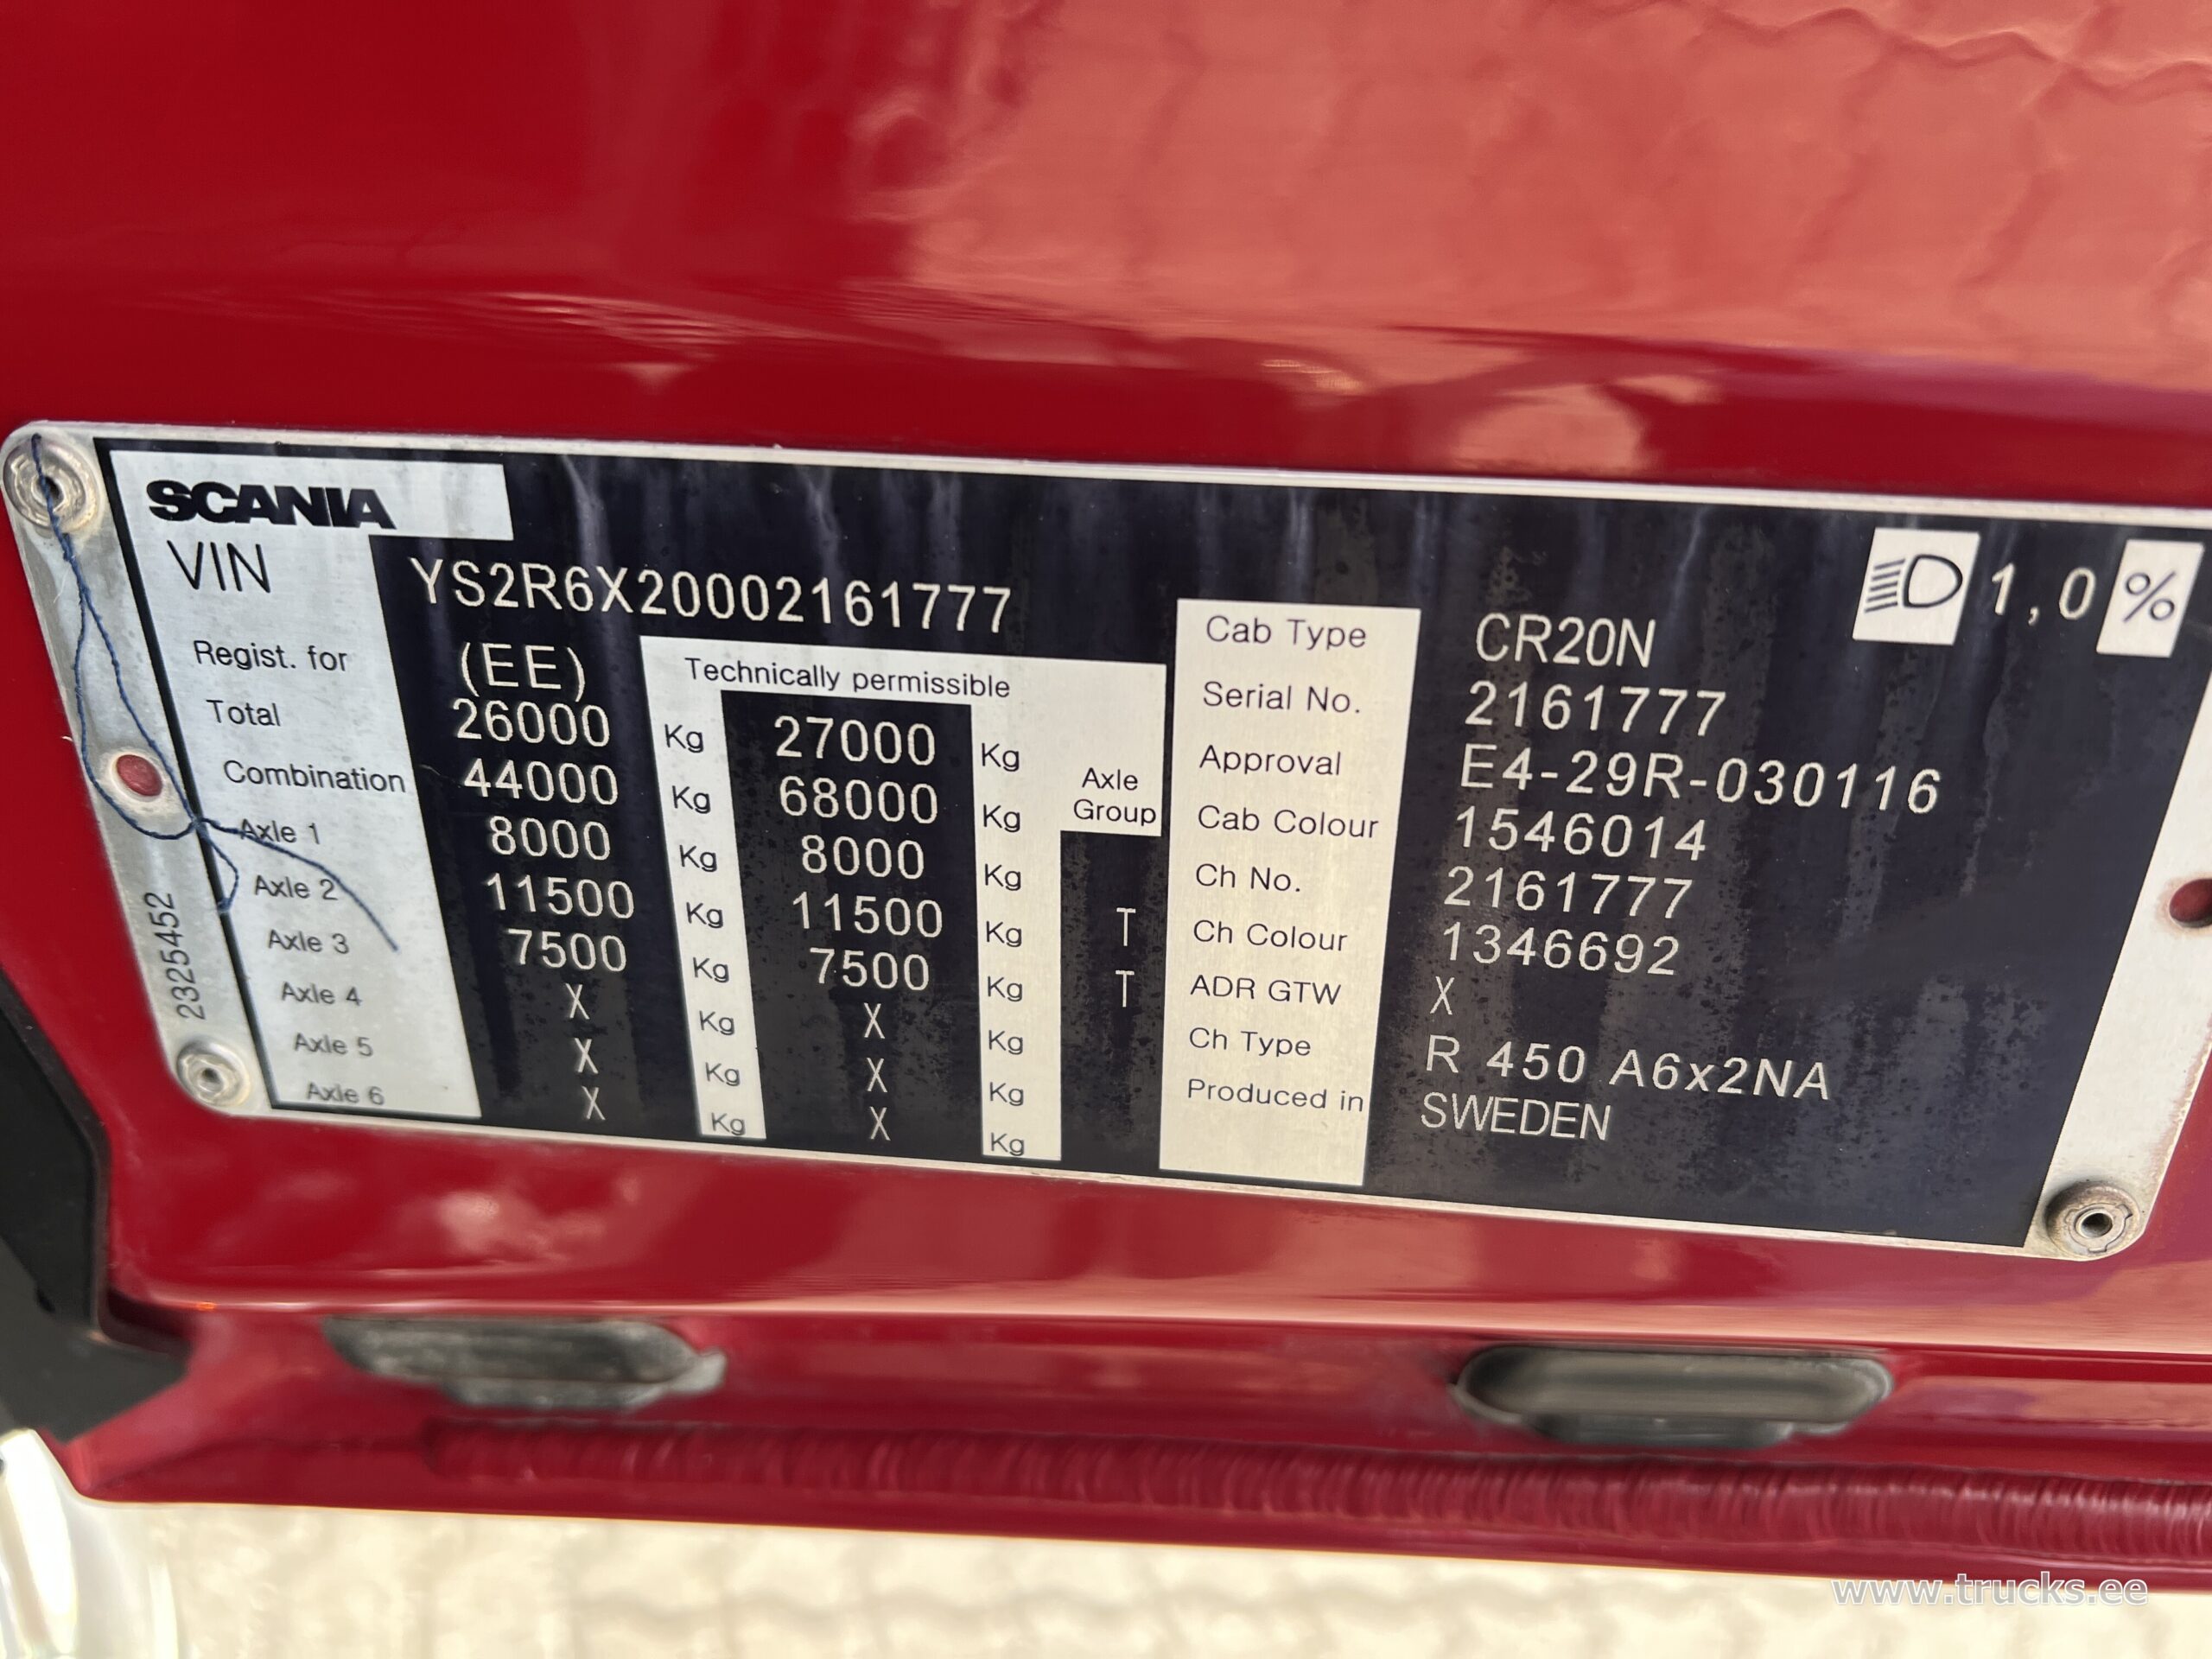 SCANIA
VIN YS2R6X20002161777
1,0 %
Regist. for (EE)
Technically permissible
Total 26000 Kg 27000 Kg
Combination 44000 Kg 68000 Kg
Axle Group
Axle 1 8000 Kg 8000 Kg
Axle 2 11500 Kg 11500 Kg T
Axle 3 7500 Kg 7500 Kg T
Axle 4 X Kg X Kg
Axle 5 X Kg X Kg
Axle 6 X Kg X Kg
Cab Type CR20N
Serial No. 2161777
Approval E4-29R-030116
Cab Colour 1546014
Ch No. 2161777
Ch Colour 1346692
ADR GTW X
Ch Type R 450 A6x2NA
Produced in SWEDEN
2325452
www.trucks.ee